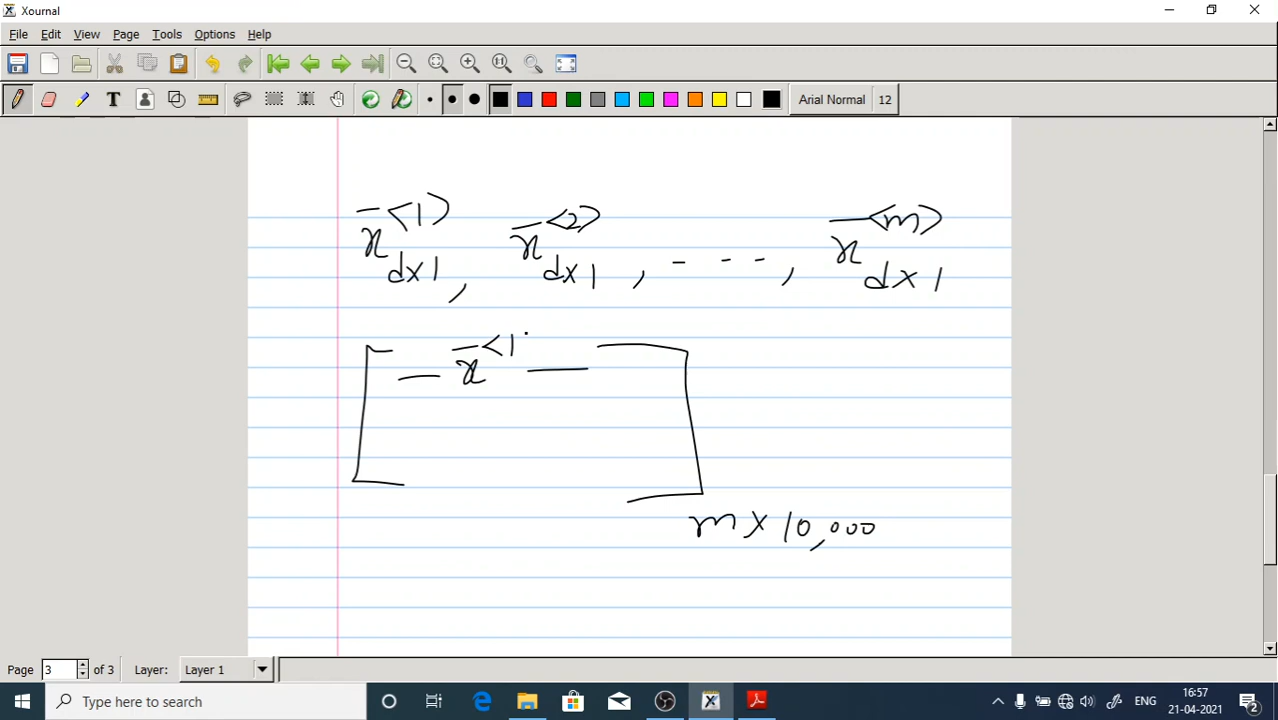 Xournal
File Edit View Page Tools Options Help
Arial Normal 12
x̄<1> d×1, x̄<2> d×1, - - - -, x̄<m> d×1
[ — x̄<1 — ]
m × 10,000
Page 3 of 3 Layer: Layer 1
Type here to search
ENG
16:57
21-04-2021
2